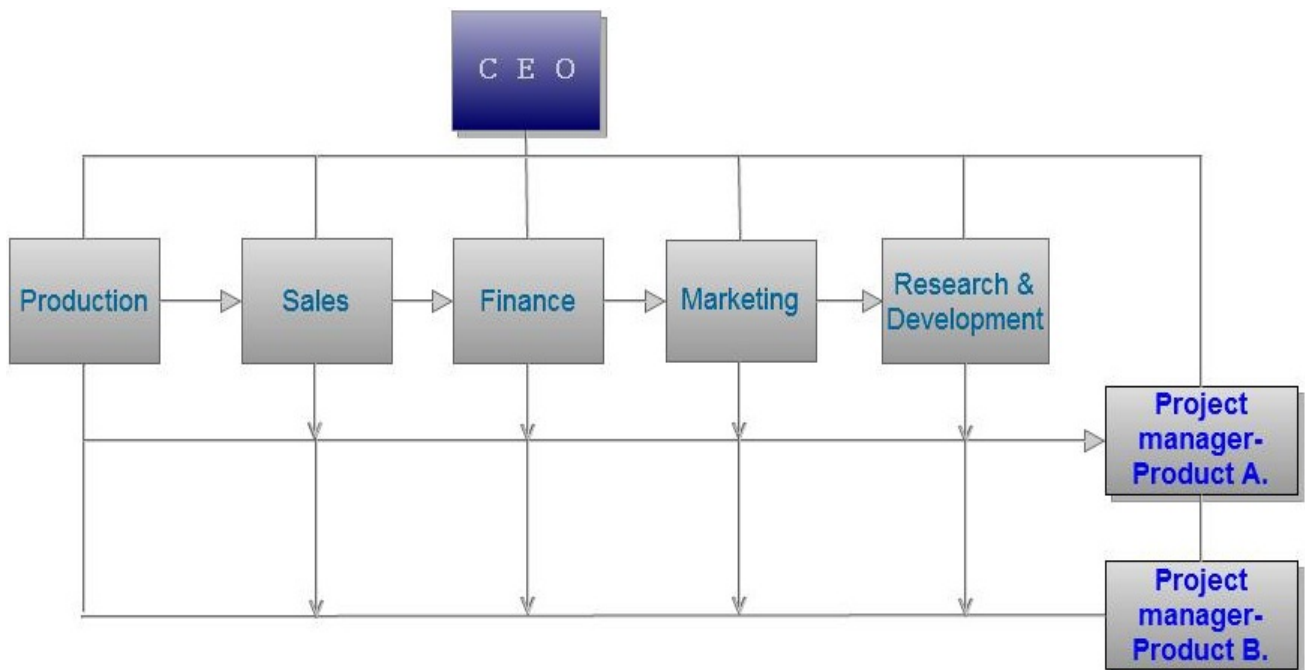 C E O
Production
Sales
Finance
Marketing
Research &
Development
Project
manager-
Product A.
Project
manager-
Product B.